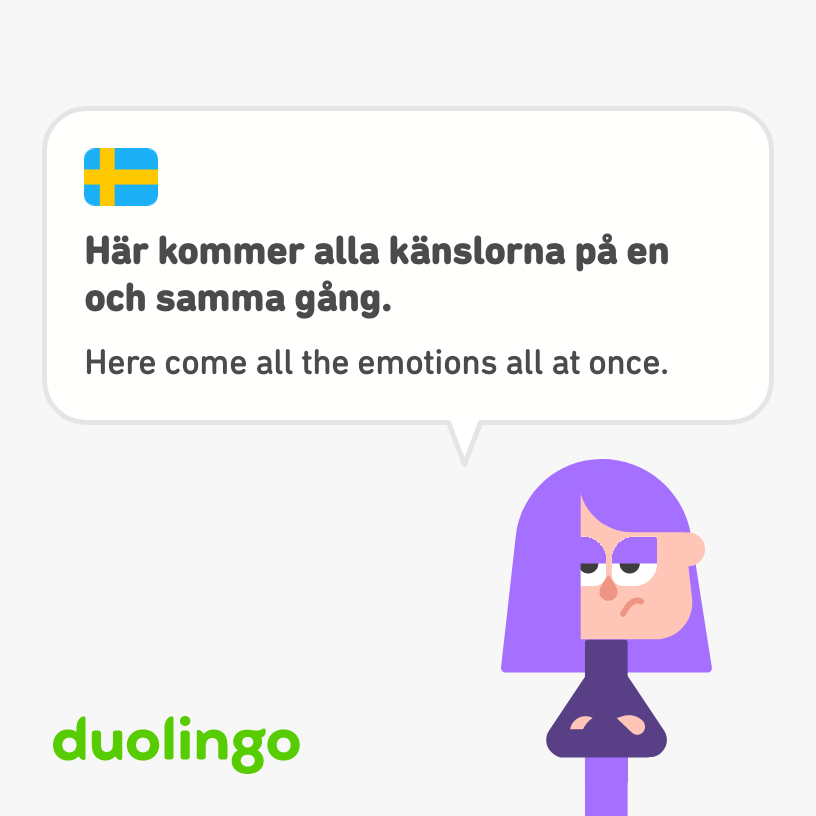 Här kommer alla känslorna på en
och samma gång.
Here come all the emotions all at once.
duolingo